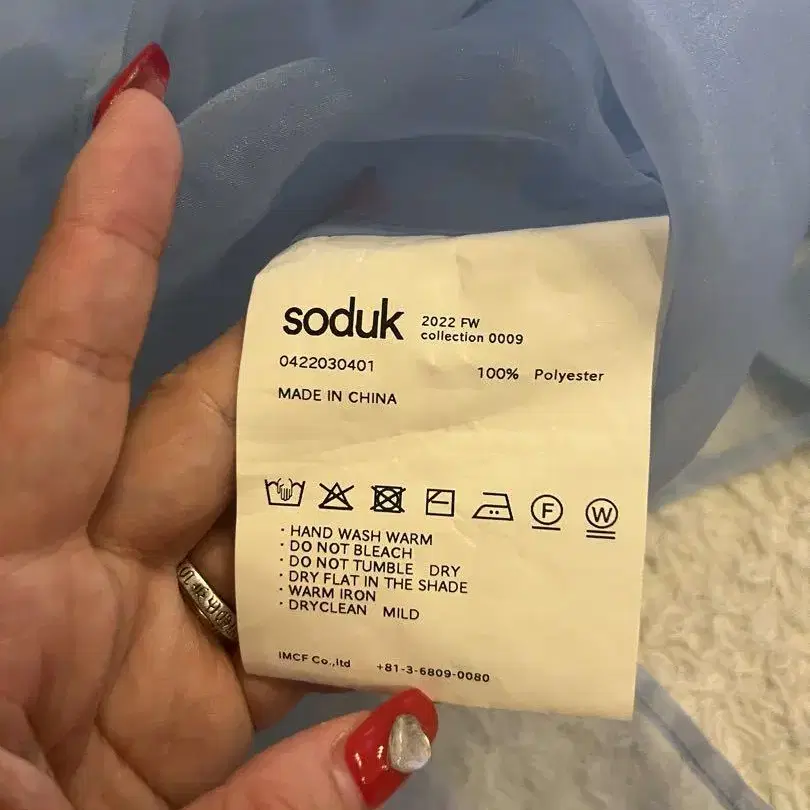 soduk
2022 FW
collection 0009
0422030401
100% Polyester
MADE IN CHINA
F
W
· HAND WASH WARM
· DO NOT BLEACH
· DO NOT TUMBLE DRY
· DRY FLAT IN THE SHADE
· WARM IRON
· DRYCLEAN MILD
IMCF Co.,ltd +81-3-6809-0080